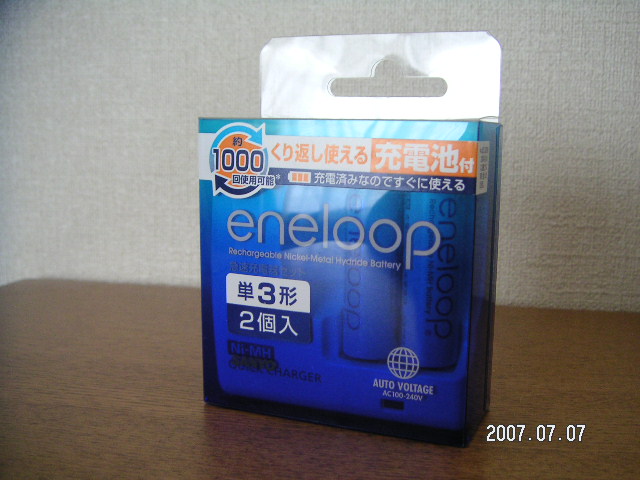 約
1000
回使用可能*
くり返し使える 充電池付
充電済みなのですぐに使える
eneloop
Rechargeable Nickel-Metal Hydride Battery
単3形
2個入
eneloop
Ni-MH
CHARGER
AUTO VOLTAGE
AC100-240V
2007.07.07